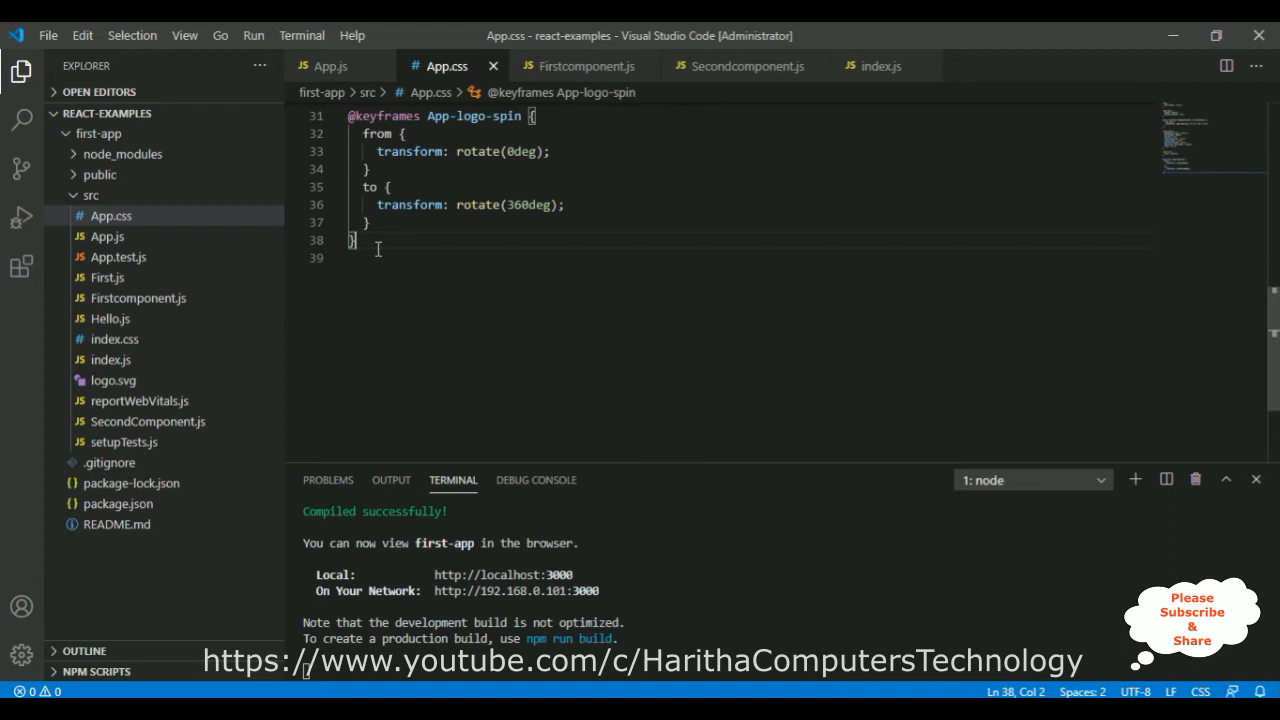 File Edit Selection View Go Run Terminal Help
App.css - react-examples - Visual Studio Code [Administrator]
EXPLORER
OPEN EDITORS
REACT-EXAMPLES
first-app
node_modules
public
src
App.css
App.js
App.test.js
First.js
Firstcomponent.js
Hello.js
index.css
index.js
logo.svg
reportWebVitals.js
SecondComponent.js
setupTests.js
.gitignore
package-lock.json
package.json
README.md
OUTLINE
NPM SCRIPTS
App.js App.css Firstcomponent.js Secondcomponent.js index.js
first-app > src > App.css > @keyframes App-logo-spin
31 @keyframes App-logo-spin {
32 from {
33 transform: rotate(0deg);
34 }
35 to {
36 transform: rotate(360deg);
37 }
38 }
39
PROBLEMS OUTPUT TERMINAL DEBUG CONSOLE
1: node
Compiled successfully!
You can now view first-app in the browser.
Local: http://localhost:3000
On Your Network: http://192.168.0.101:3000
Note that the development build is not optimized.
To create a production build, use npm run build.
Please
Subscribe
&
Share
https://www.youtube.com/c/HarithaComputersTechnology
0 0 Ln 38, Col 2 Spaces: 2 UTF-8 LF CSS